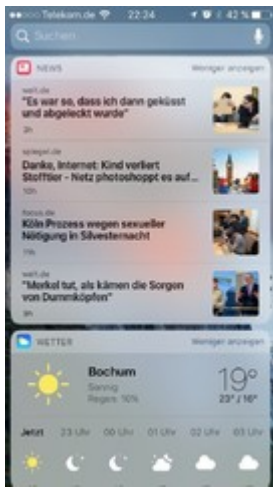 Telekom.de 22:24 42 %
Suchen
NEWS Weniger anzeigen
welt.de
"Es war so, dass ich dann geküsst
und abgeleckt wurde"
2h
spiegel.de
Danke, Internet: Kind verliert
Stofftier - Netz photoshoppt es auf...
10h
focus.de
Köln Prozess wegen sexueller
Nötigung in Silvesternacht
11h
welt.de
"Merkel tut, als kämen die Sorgen
von Dummköpfen"
9h
WETTER Weniger anzeigen
Bochum 19°
Sonnig
Regen: 10% 23° / 16°
Jetzt 23 Uhr 00 Uhr 01 Uhr 02 Uhr 03 Uhr